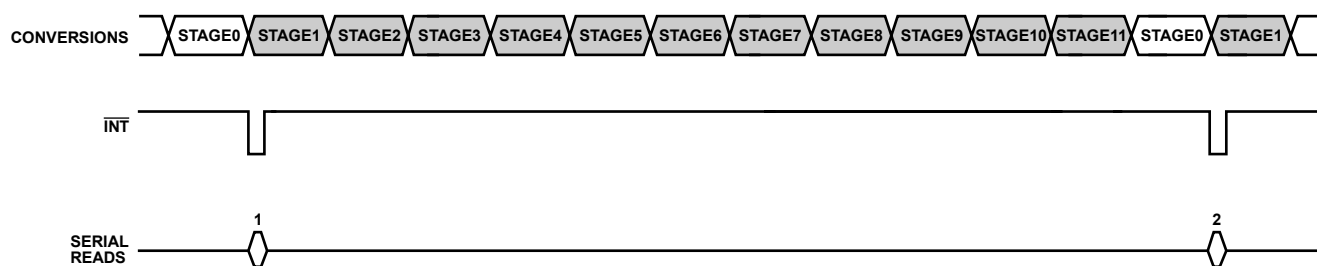 CONVERSIONS STAGE0 STAGE1 STAGE2 STAGE3 STAGE4 STAGE5 STAGE6 STAGE7 STAGE8 STAGE9 STAGE10 STAGE11 STAGE0 STAGE1
INT
1 2
SERIAL
READS